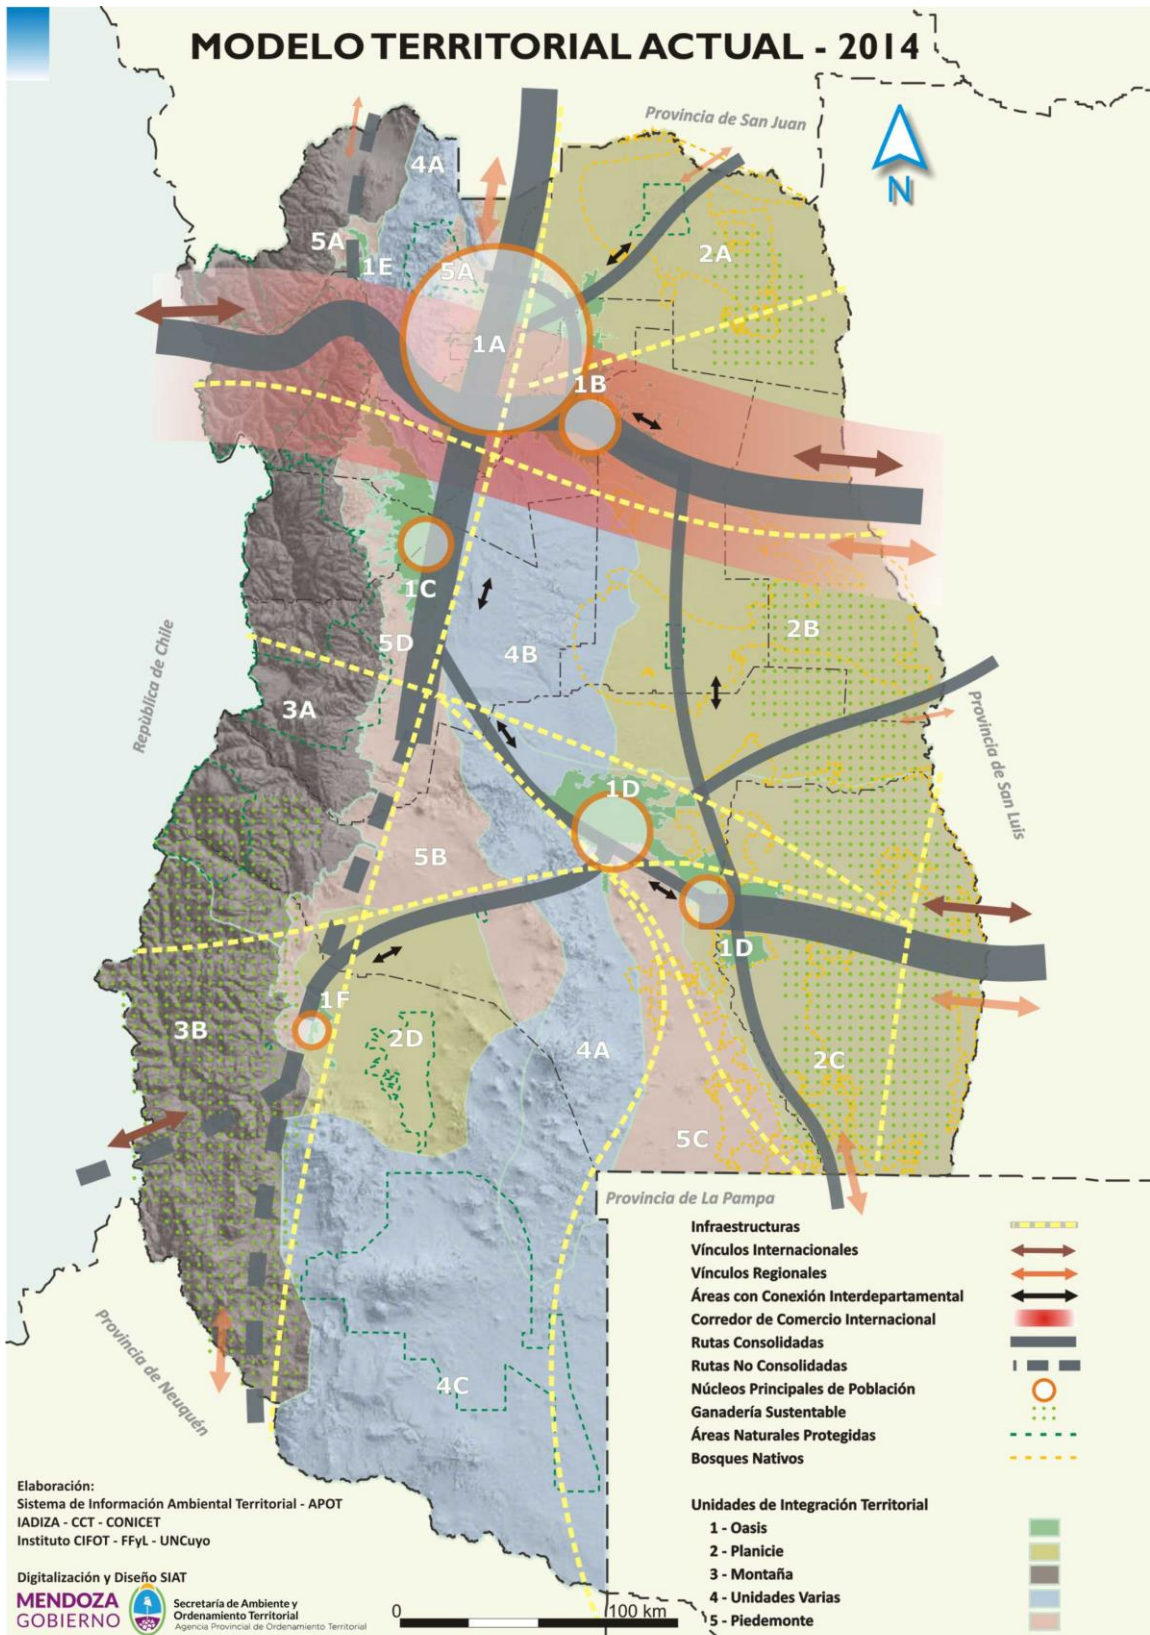 MODELO TERRITORIAL ACTUAL - 2014
Provincia de San Juan
N
4A
5A
1E
5A
2A
1A
1B
1C
5D
4B
2B
República de Chile
3A
Provincia de San Luis
1D
5B
1D
1F
3B
2D
4A
2C
5C
Provincia de La Pampa
Provincia de Neuquén
4C
Infraestructuras
Vínculos Internacionales
Vínculos Regionales
Áreas con Conexión Interdepartamental
Corredor de Comercio Internacional
Rutas Consolidadas
Rutas No Consolidadas
Núcleos Principales de Población
Ganadería Sustentable
Áreas Naturales Protegidas
Bosques Nativos
Unidades de Integración Territorial
1 - Oasis
2 - Planicie
3 - Montaña
4 - Unidades Varias
5 - Piedemonte
Elaboración:
Sistema de Información Ambiental Territorial - APOT
IADIZA - CCT - CONICET
Instituto CIFOT - FFyL - UNCuyo
Digitalización y Diseño SIAT
MENDOZA
GOBIERNO
Secretaría de Ambiente y
Ordenamiento Territorial
Agencia Provincial de Ordenamiento Territorial
0 100 km